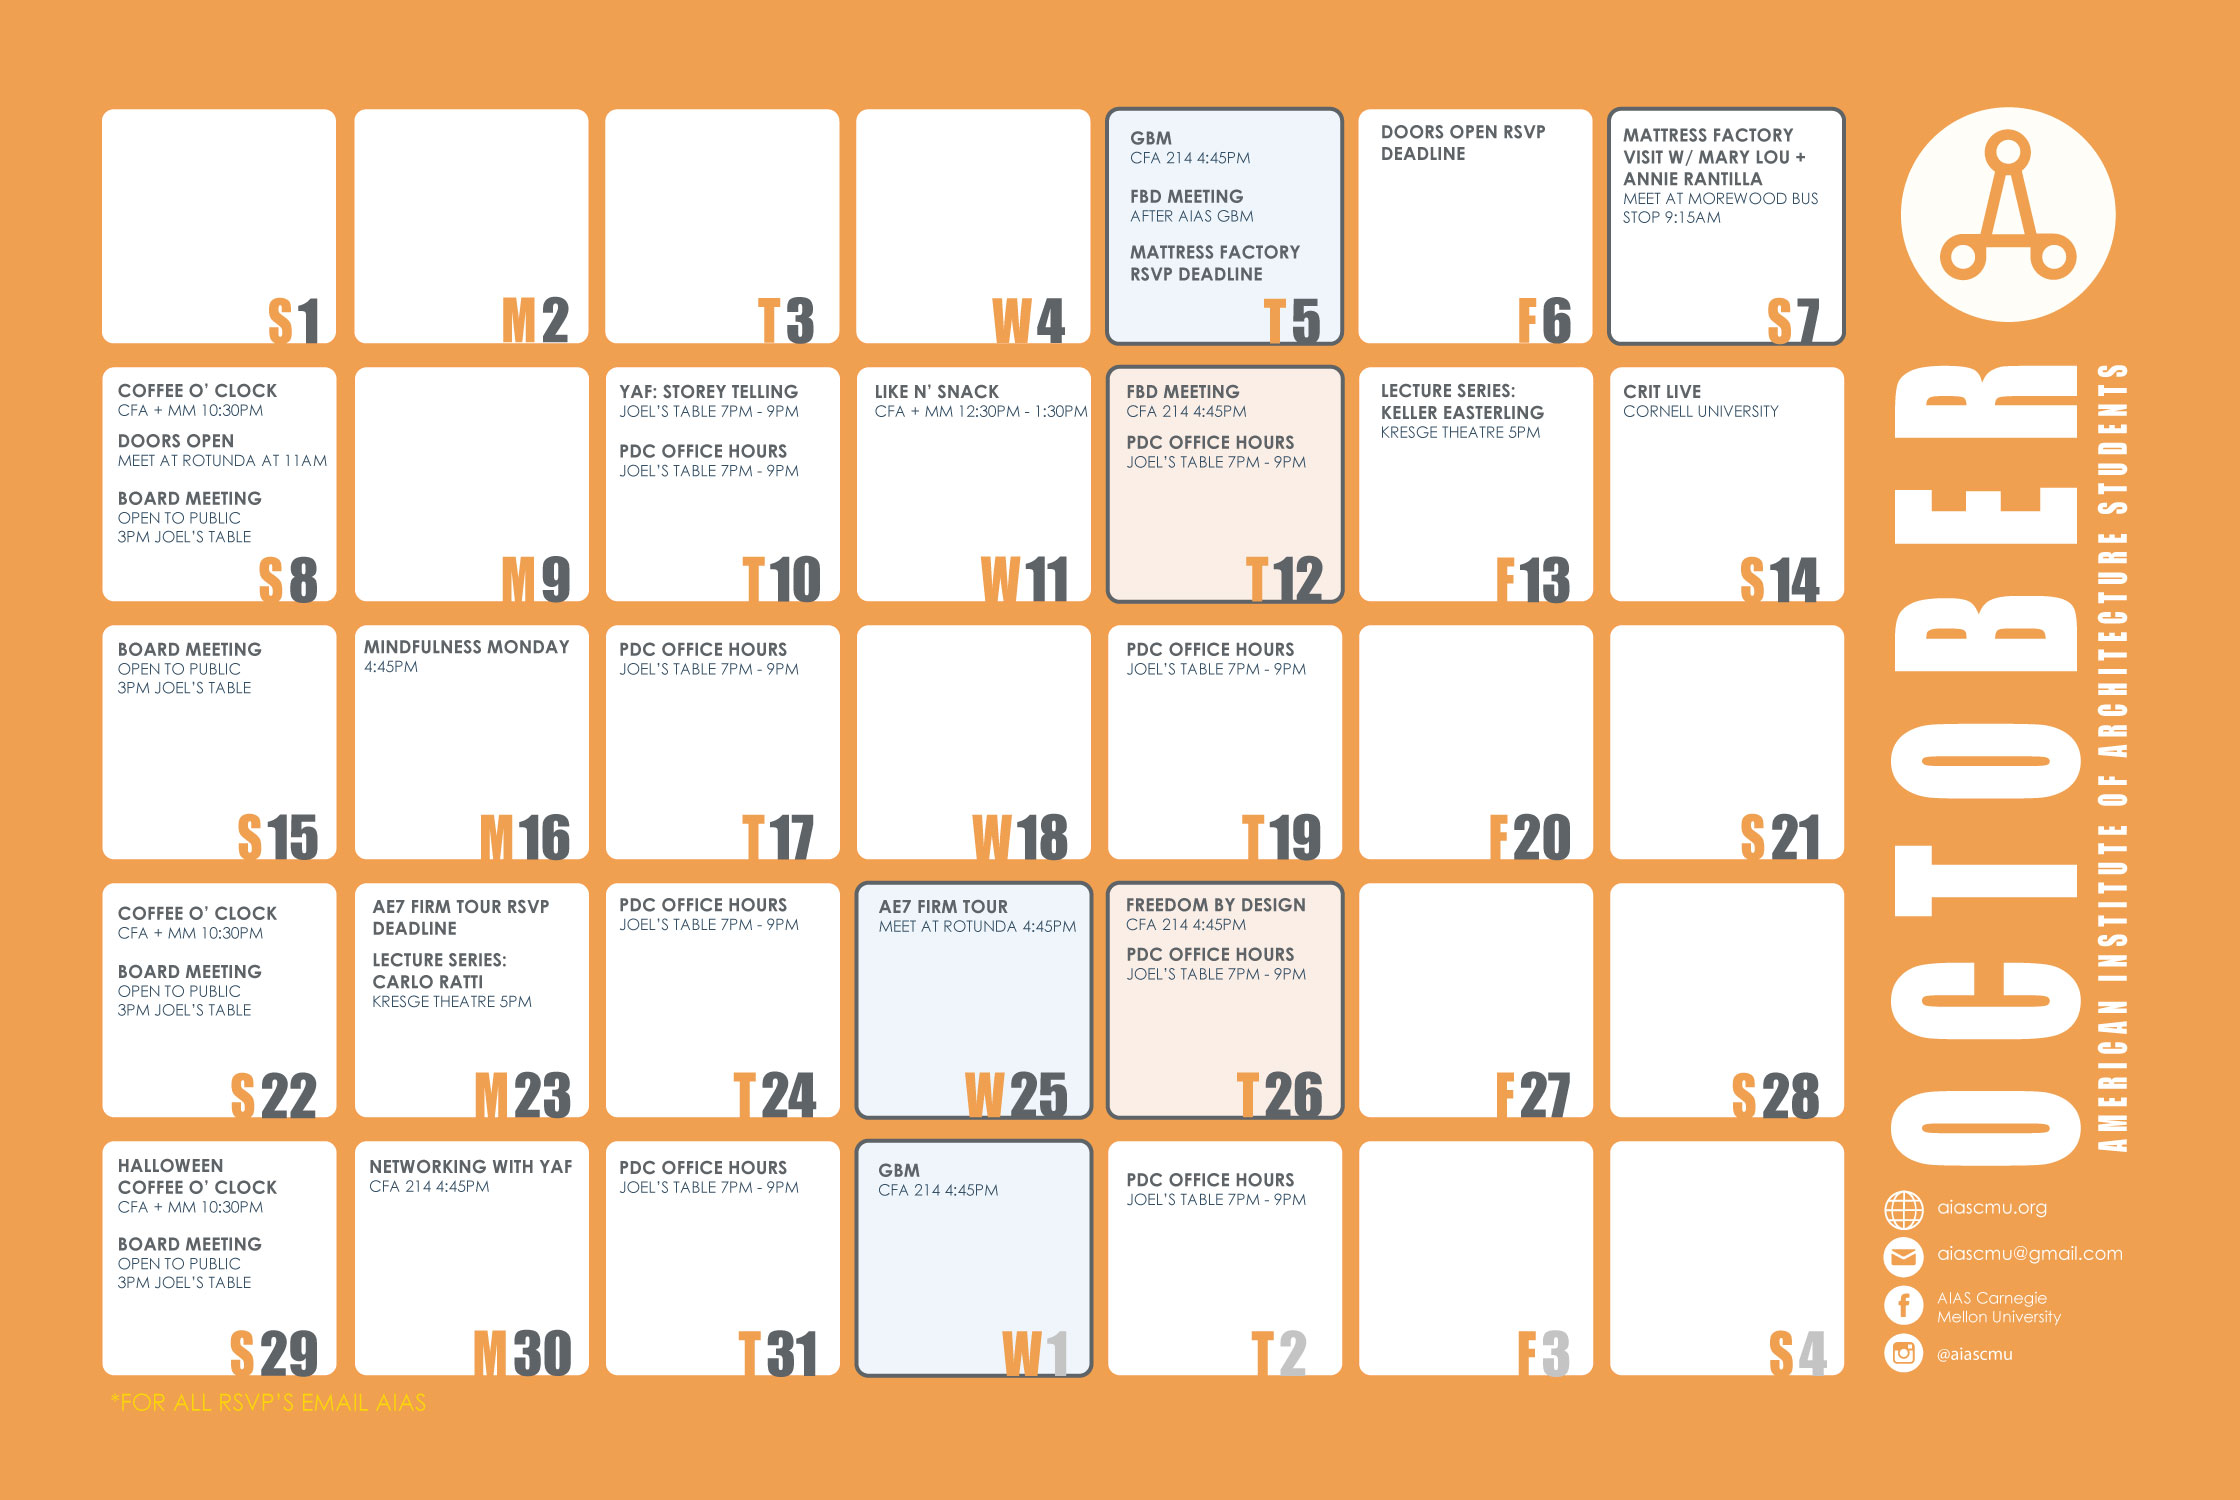 S1
M2
T3
W4
GBM
CFA 214 4:45PM
FBD MEETING
AFTER AIAS GBM
MATTRESS FACTORY
RSVP DEADLINE
T5
DOORS OPEN RSVP
DEADLINE
F6
MATTRESS FACTORY
VISIT W/ MARY LOU +
ANNIE RANTILLA
MEET AT MOREWOOD BUS
STOP 9:15AM
S7
COFFEE O' CLOCK
CFA + MM 10:30PM
DOORS OPEN
MEET AT ROTUNDA AT 11AM
BOARD MEETING
OPEN TO PUBLIC
3PM JOEL'S TABLE
S8
M9
YAF: STOREY TELLING
JOEL'S TABLE 7PM - 9PM
PDC OFFICE HOURS
JOEL'S TABLE 7PM - 9PM
T10
LIKE N' SNACK
CFA + MM 12:30PM - 1:30PM
W11
FBD MEETING
CFA 214 4:45PM
PDC OFFICE HOURS
JOEL'S TABLE 7PM - 9PM
T12
LECTURE SERIES:
KELLER EASTERLING
KRESGE THEATRE 5PM
F13
CRIT LIVE
CORNELL UNIVERSITY
S14
BOARD MEETING
OPEN TO PUBLIC
3PM JOEL'S TABLE
S15
MINDFULNESS MONDAY
4:45PM
M16
PDC OFFICE HOURS
JOEL'S TABLE 7PM - 9PM
T17
W18
PDC OFFICE HOURS
JOEL'S TABLE 7PM - 9PM
T19
F20
S21
COFFEE O' CLOCK
CFA + MM 10:30PM
BOARD MEETING
OPEN TO PUBLIC
3PM JOEL'S TABLE
S22
AE7 FIRM TOUR RSVP
DEADLINE
LECTURE SERIES:
CARLO RATTI
KRESGE THEATRE 5PM
M23
PDC OFFICE HOURS
JOEL'S TABLE 7PM - 9PM
T24
AE7 FIRM TOUR
MEET AT ROTUNDA 4:45PM
W25
FREEDOM BY DESIGN
CFA 214 4:45PM
PDC OFFICE HOURS
JOEL'S TABLE 7PM - 9PM
T26
F27
S28
HALLOWEEN
COFFEE O' CLOCK
CFA + MM 10:30PM
BOARD MEETING
OPEN TO PUBLIC
3PM JOEL'S TABLE
S29
NETWORKING WITH YAF
CFA 214 4:45PM
M30
PDC OFFICE HOURS
JOEL'S TABLE 7PM - 9PM
T31
GBM
CFA 214 4:45PM
W1
PDC OFFICE HOURS
JOEL'S TABLE 7PM - 9PM
T2
F3
S4
*FOR ALL RSVP'S EMAIL AIAS
OCTOBER
AMERICAN INSTITUTE OF ARCHITECTURE STUDENTS
aiascmu.org
aiascmu@gmail.com
AIAS Carnegie
Mellon University
@aiascmu